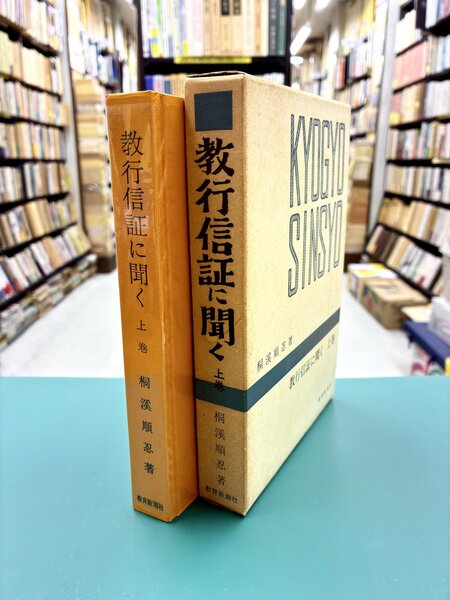 教行信証に聞く
上巻
桐溪順忍著
教育新潮社
教行信証に聞く
上巻
桐溪順忍著
教育新潮社
KYOGYO
SINSYO
桐溪順忍著
教行信証に聞く 上巻